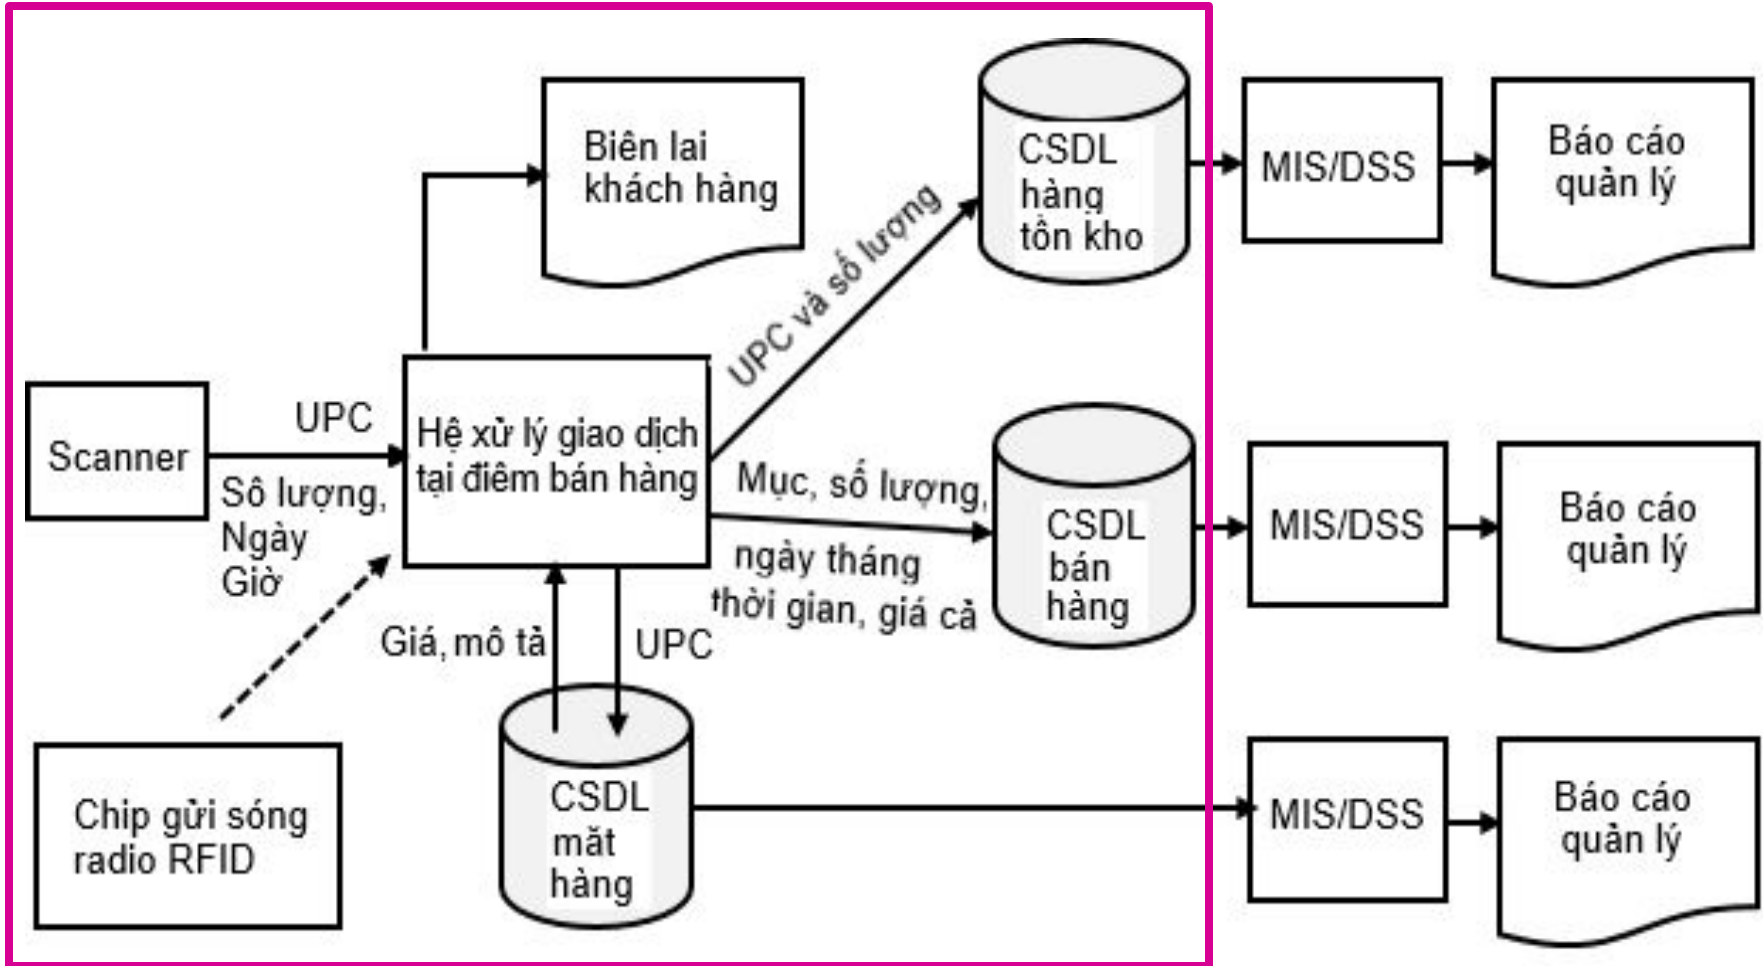 Biên lai
khách hàng
CSDL
hàng
tồn kho
MIS/DSS
Báo cáo
quản lý
UPC và số lượng
Scanner
UPC
Sô lượng,
Ngày
Giờ
Hệ xử lý giao dịch
tại điêm bán hàng
Mục, số lượng,
ngày tháng
thời gian, giá cả
CSDL
bán
hàng
MIS/DSS
Báo cáo
quản lý
Giá, mô tả
UPC
Chip gửi sóng
radio RFID
CSDL
măt
hàng
MIS/DSS
Báo cáo
quản lý